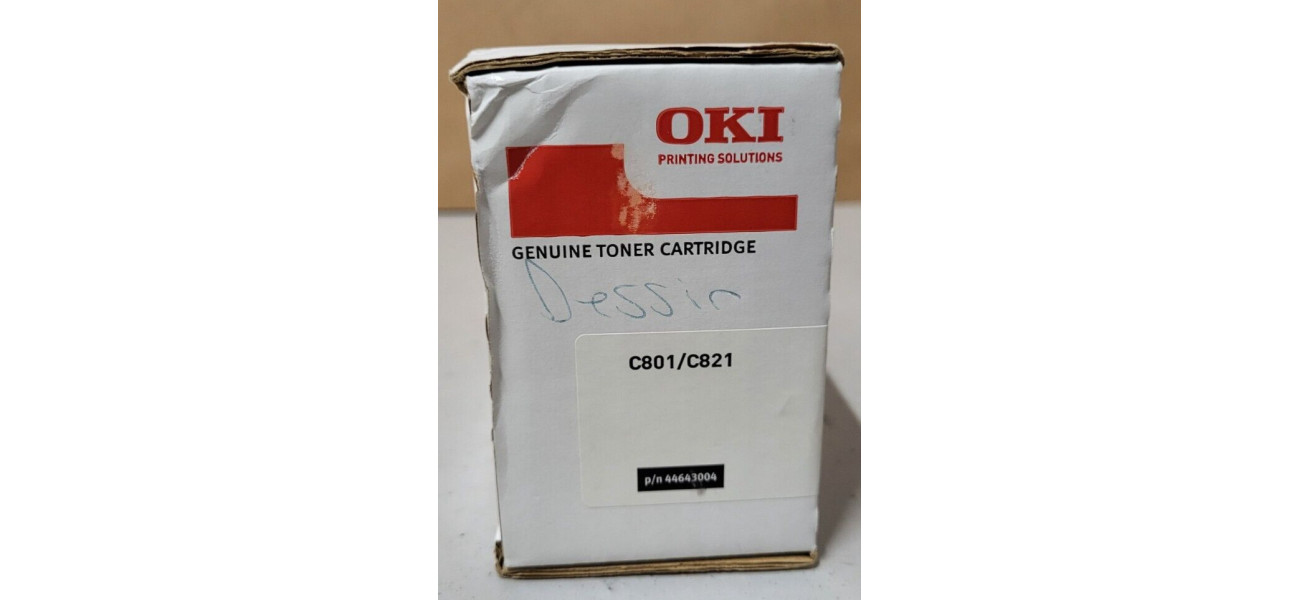 OKI
PRINTING SOLUTIONS
GENUINE TONER CARTRIDGE
Dessin
C801/C821
p/n 44643004